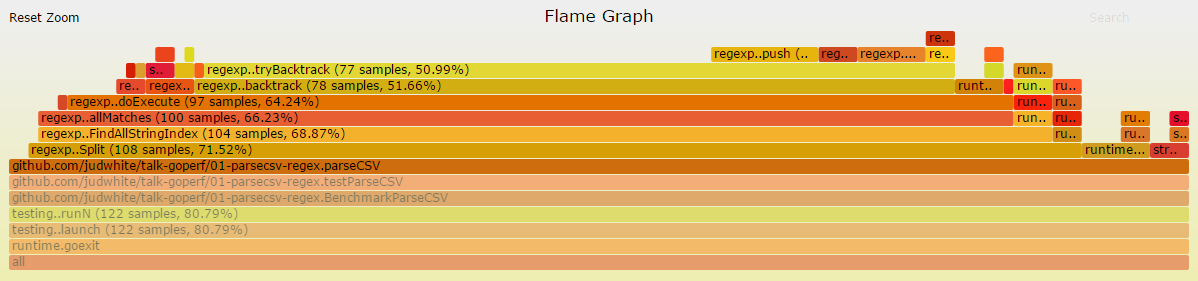 Reset Zoom Flame Graph Search
re..
regexp..push (.. reg.. regexp.... re..
s.. regexp..tryBacktrack (77 samples, 50.99%) run..
re.. regex.. regexp..backtrack (78 samples, 51.66%) runt.. run.. ru..
regexp..doExecute (97 samples, 64.24%) run.. ru..
regexp..allMatches (100 samples, 66.23%) run.. ru.. ru.. s..
regexp..FindAllStringIndex (104 samples, 68.87%) ru.. ru.. s..
regexp..Split (108 samples, 71.52%) runtime... str..
github.com/judwhite/talk-goperf/01-parsecsv-regex.parseCSV
github.com/judwhite/talk-goperf/01-parsecsv-regex.testParseCSV
github.com/judwhite/talk-goperf/01-parsecsv-regex.BenchmarkParseCSV
testing..runN (122 samples, 80.79%)
testing..launch (122 samples, 80.79%)
runtime.goexit
all